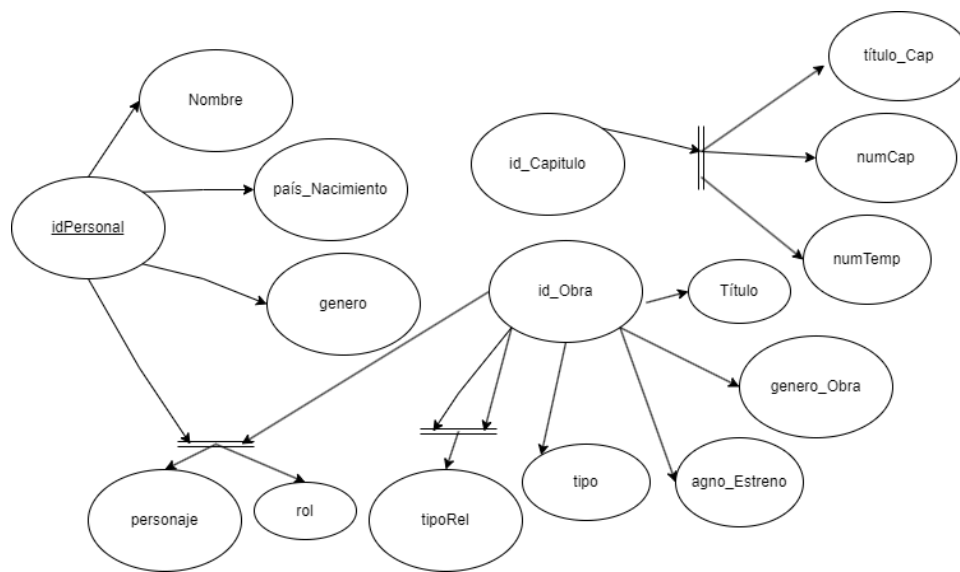 título_Cap
Nombre
numCap
id_Capitulo
país_Nacimiento
idPersonal
numTemp
id_Obra
Título
genero
genero_Obra
tipo
agno_Estreno
personaje
rol
tipoRel